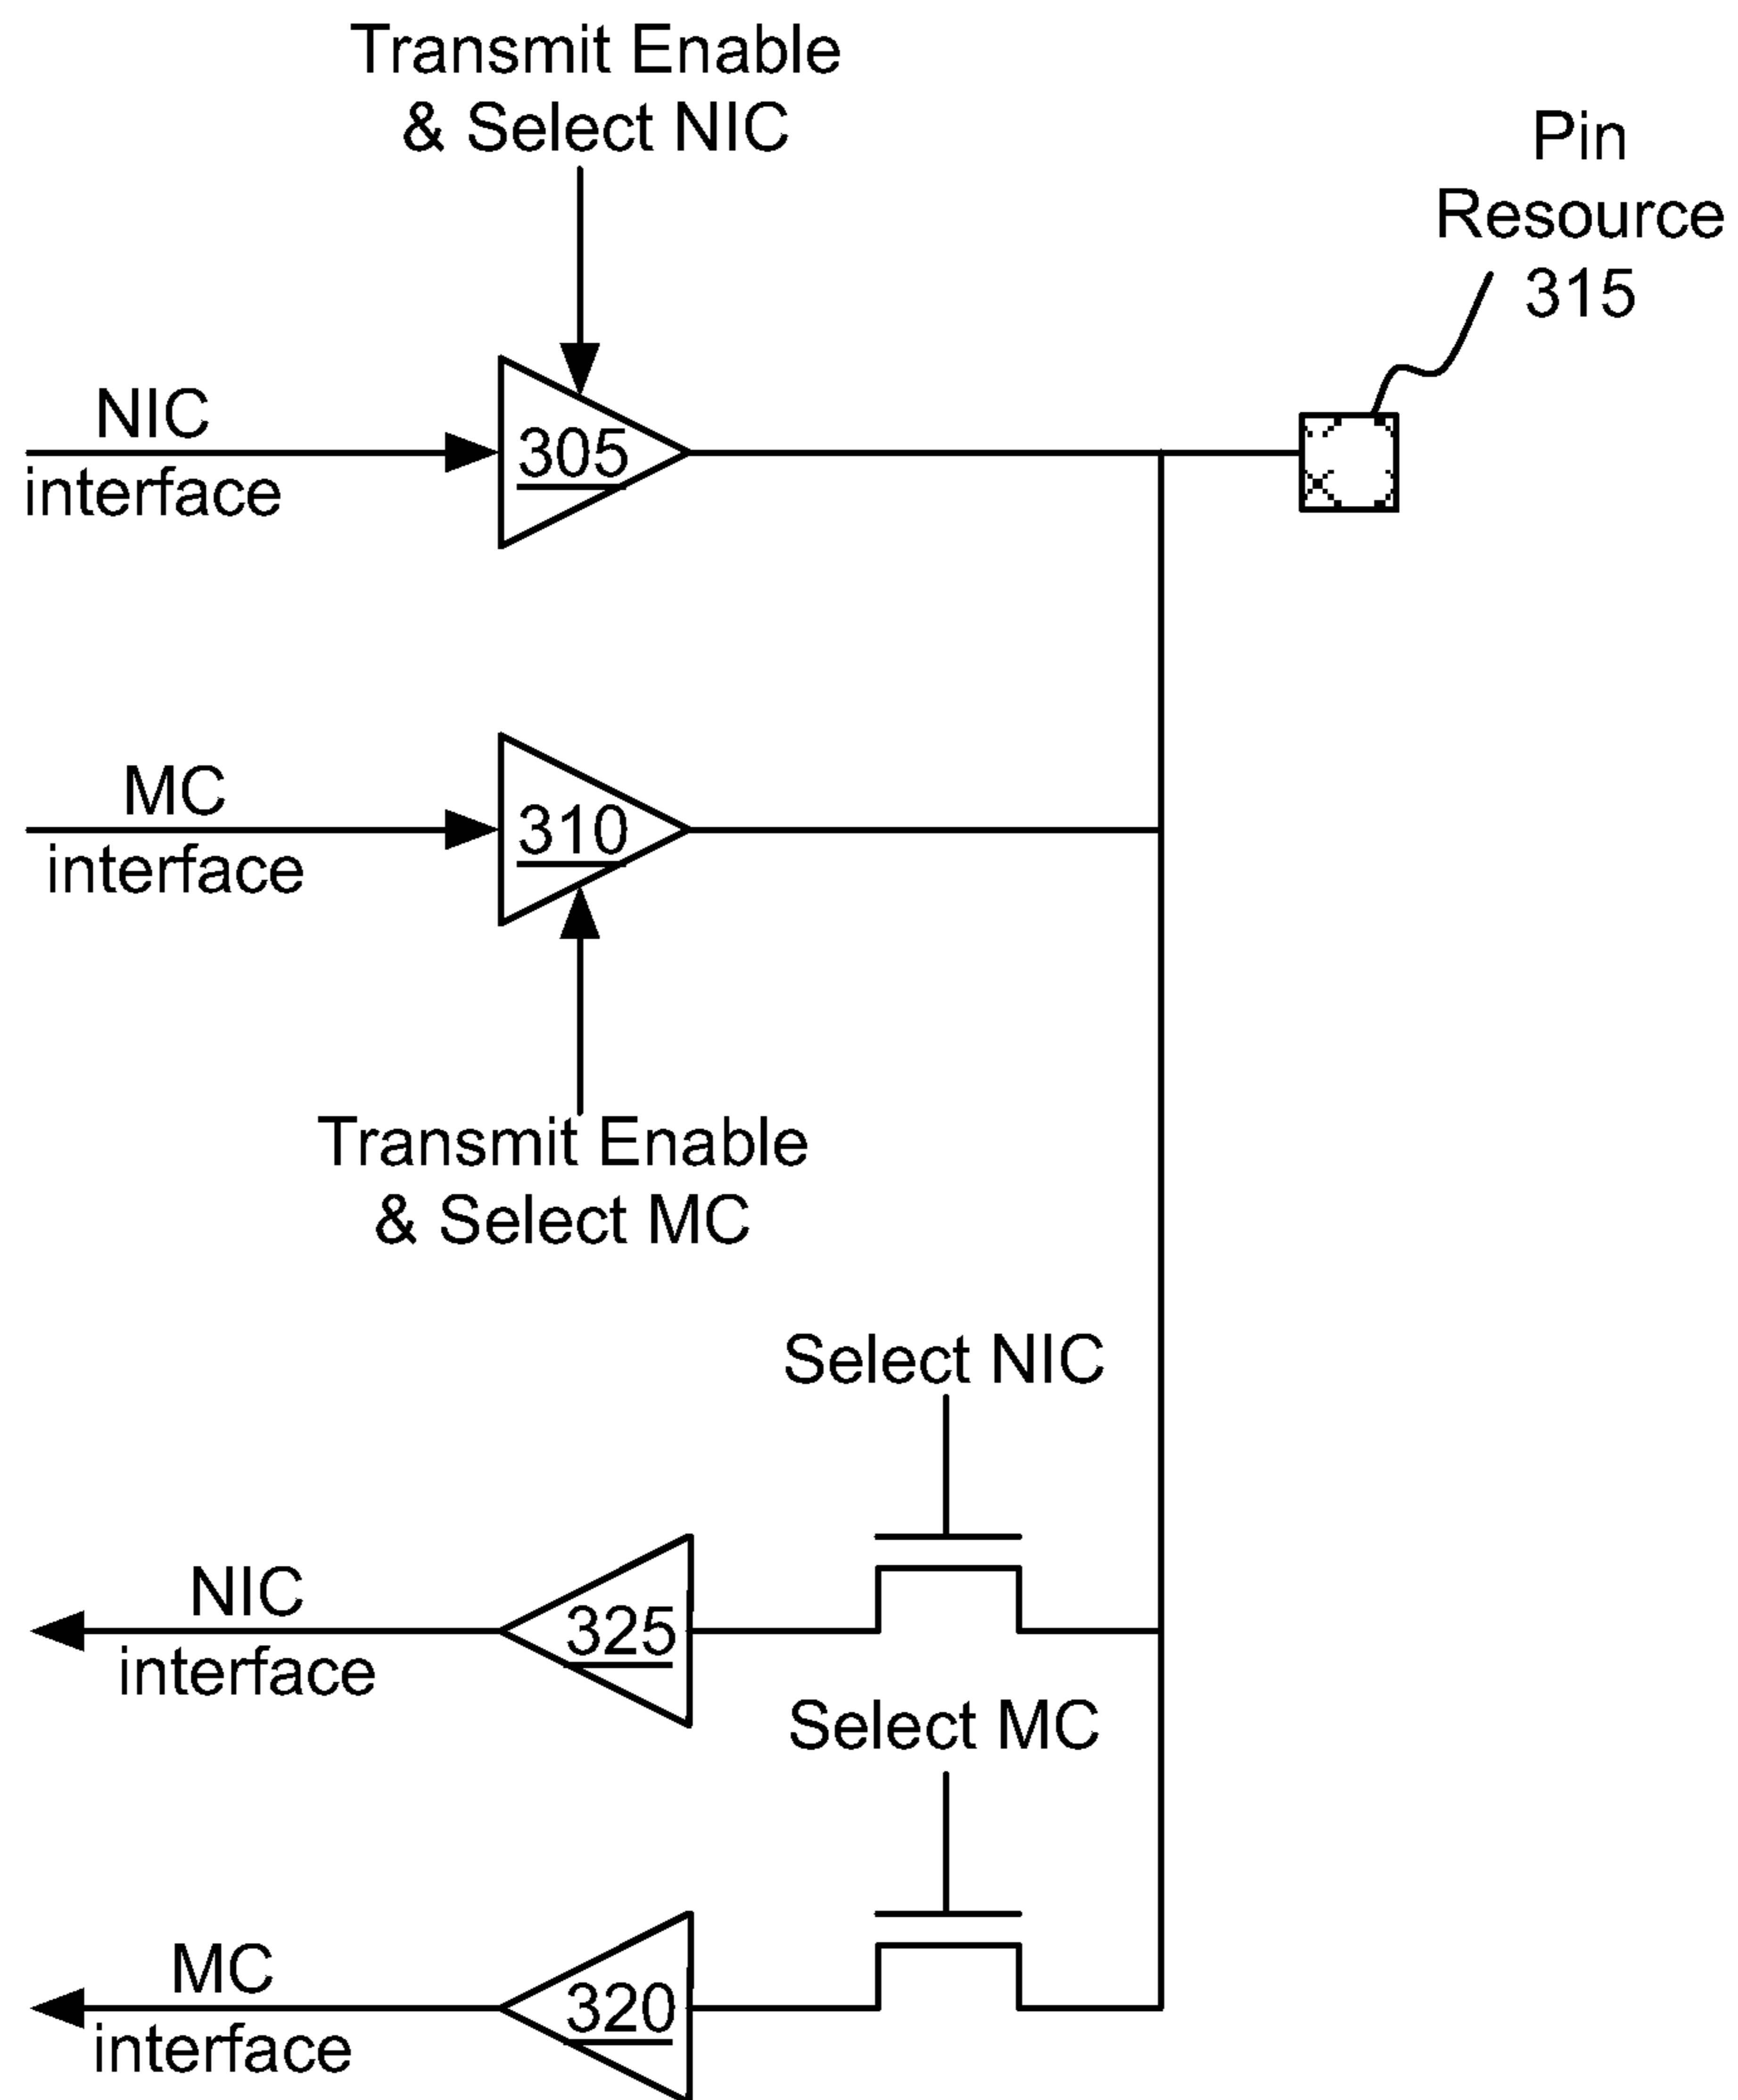 Transmit Enable
& Select NIC
Pin
Resource
315
NIC
interface
305
MC
interface
310
Transmit Enable
& Select MC
Select NIC
NIC
interface
325
Select MC
MC
interface
320